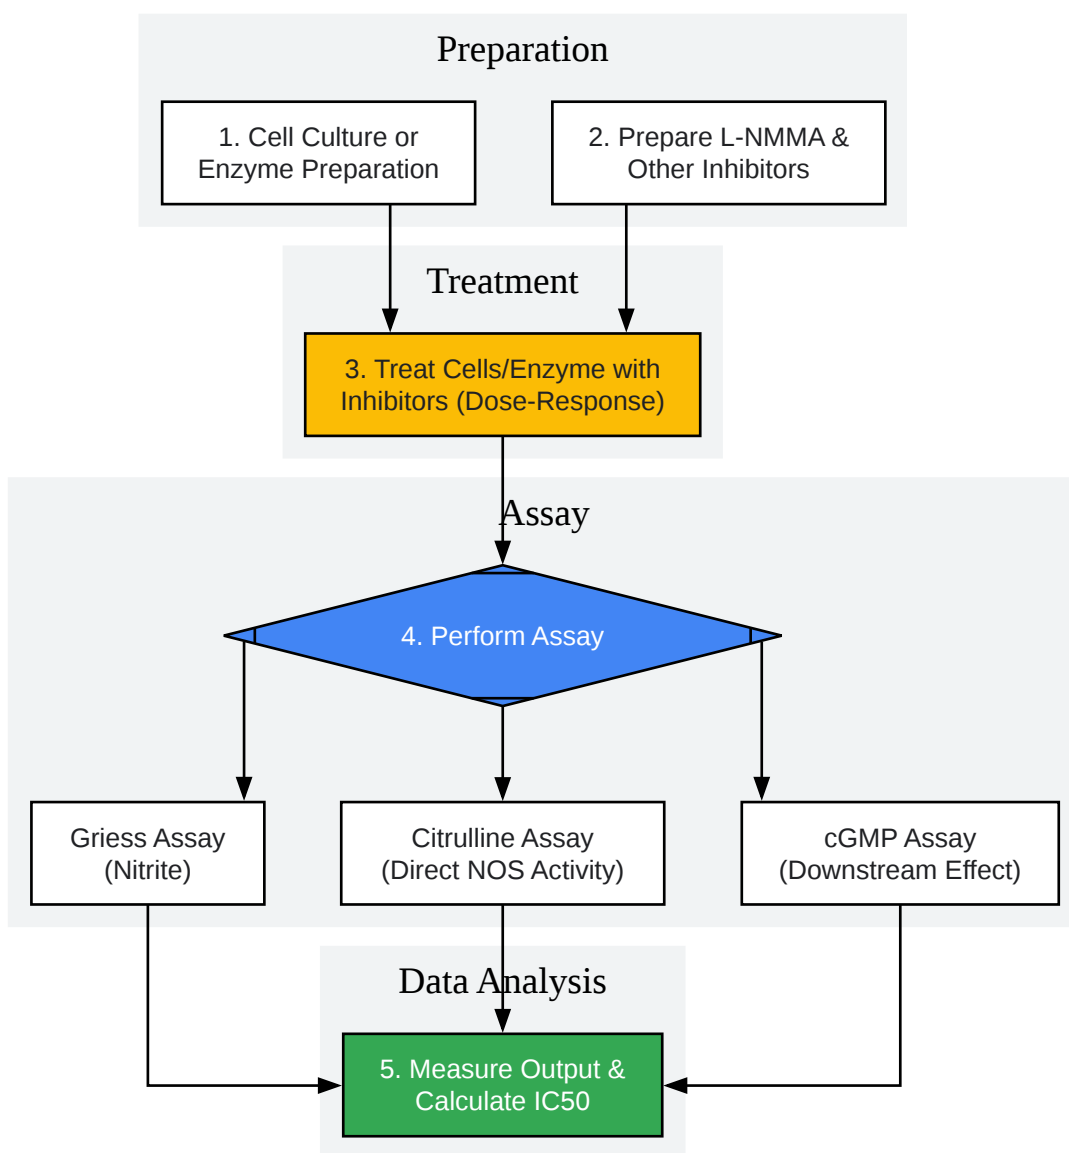 Preparation
1. Cell Culture or
Enzyme Preparation
2. Prepare L-NMMA &
Other Inhibitors
Treatment
3. Treat Cells/Enzyme with
Inhibitors (Dose-Response)
Assay
4. Perform Assay
Griess Assay
(Nitrite)
Citrulline Assay
(Direct NOS Activity)
cGMP Assay
(Downstream Effect)
Data Analysis
5. Measure Output &
Calculate IC50